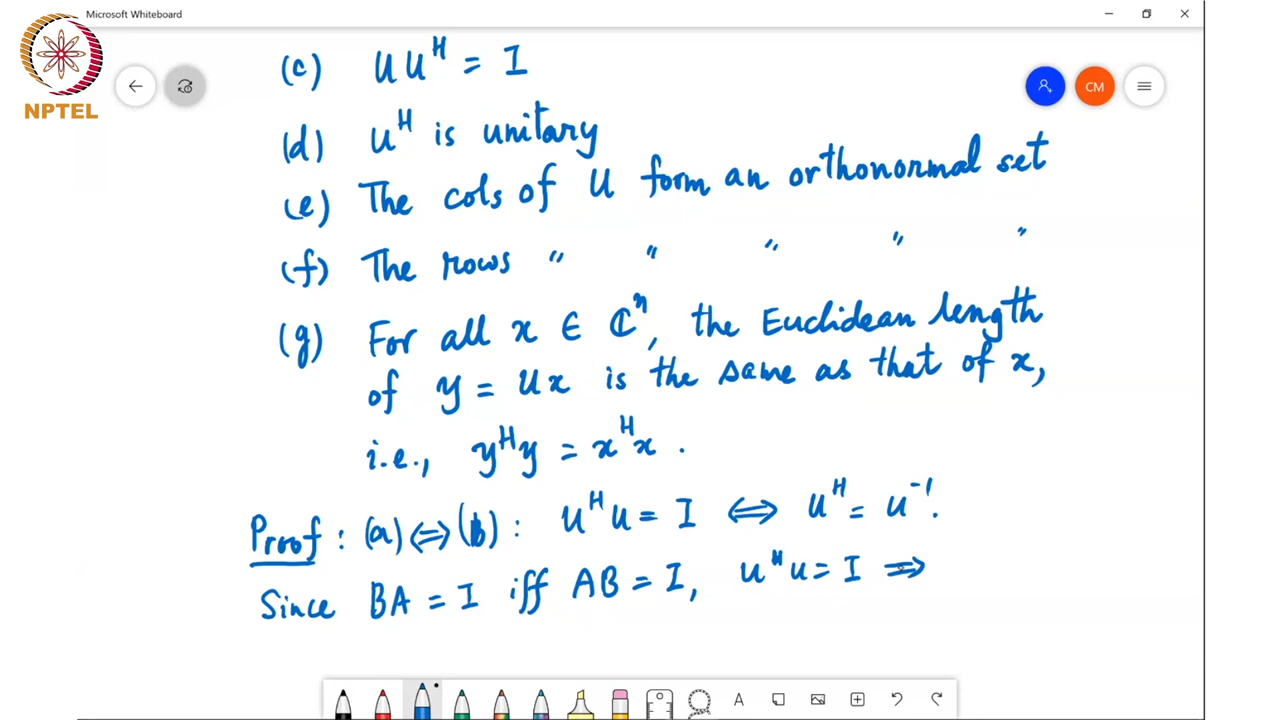 Microsoft Whiteboard
NPTEL
CM
(c) U U^H = I
(d) U^H is unitary
(e) The cols of U form an orthonormal set
(f) The rows " " " " "
(g) For all x ∈ ℂ^n, the Euclidean length
of y = Ux is the same as that of x,
i.e., y^H y = x^H x .
Proof : (a) ⇔ (b) : U^H U = I ⇔ U^H = U^-1.
Since BA = I iff AB = I, U^H U = I ⇒
A